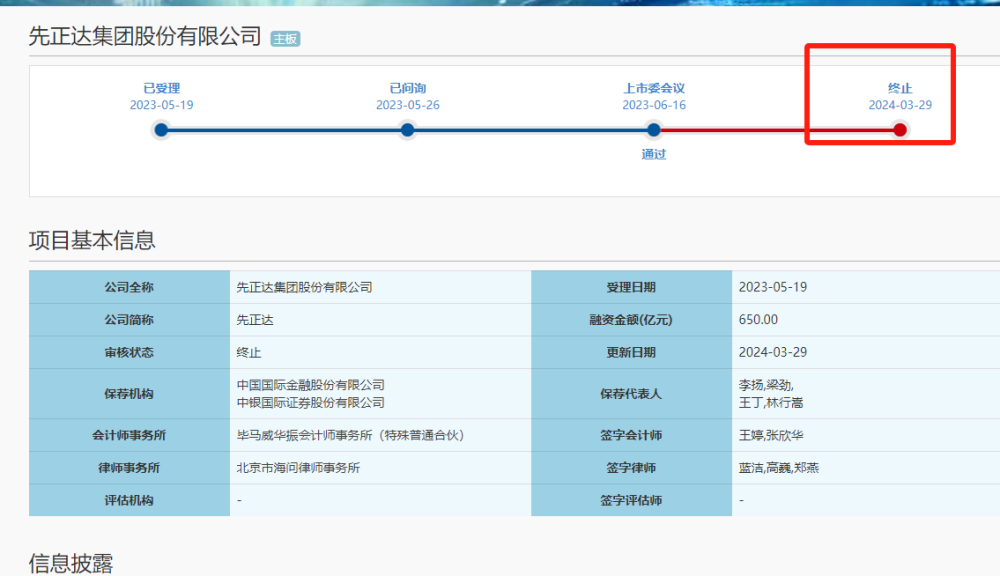 先正达集团股份有限公司 主板
已受理 已问询 上市委会议 终止
2023-05-19 2023-05-26 2023-06-16 2024-03-29
通过
项目基本信息
公司全称 先正达集团股份有限公司 受理日期 2023-05-19
公司简称 先正达 融资金额(亿元) 650.00
审核状态 终止 更新日期 2024-03-29
保荐机构 中国国际金融股份有限公司 保荐代表人 李扬,梁劲,
中银国际证券股份有限公司 王丁,林行嵩
会计师事务所 毕马威华振会计师事务所（特殊普通合伙） 签字会计师 王婷,张欣华
律师事务所 北京市海问律师事务所 签字律师 蓝洁,高巍,郑燕
评估机构 - 签字评估师 -
信息披露